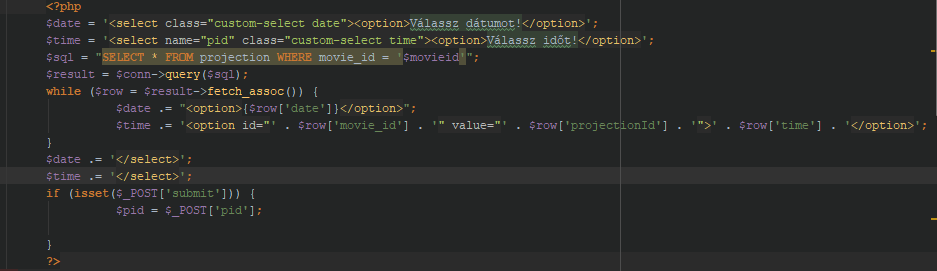 <?php
$date = '<select class="custom-select date"><option>Válassz dátumot!</option>';
$time = '<select name="pid" class="custom-select time"><option>Válassz időt!</option>';
$sql = "SELECT * FROM projection WHERE movie_id = '$movieid'";
$result = $conn->query($sql);
while ($row = $result->fetch_assoc()) {
        $date .= "<option>{$row['date']}</option>";
        $time .= '<option id="' . $row['movie_id'] . '" value="' . $row['projectionId'] . '">' . $row['time'] . '</option>';
}
$date .= '</select>';
$time .= '</select>';
if (isset($_POST['submit'])) {
        $pid = $_POST['pid'];
}
?>